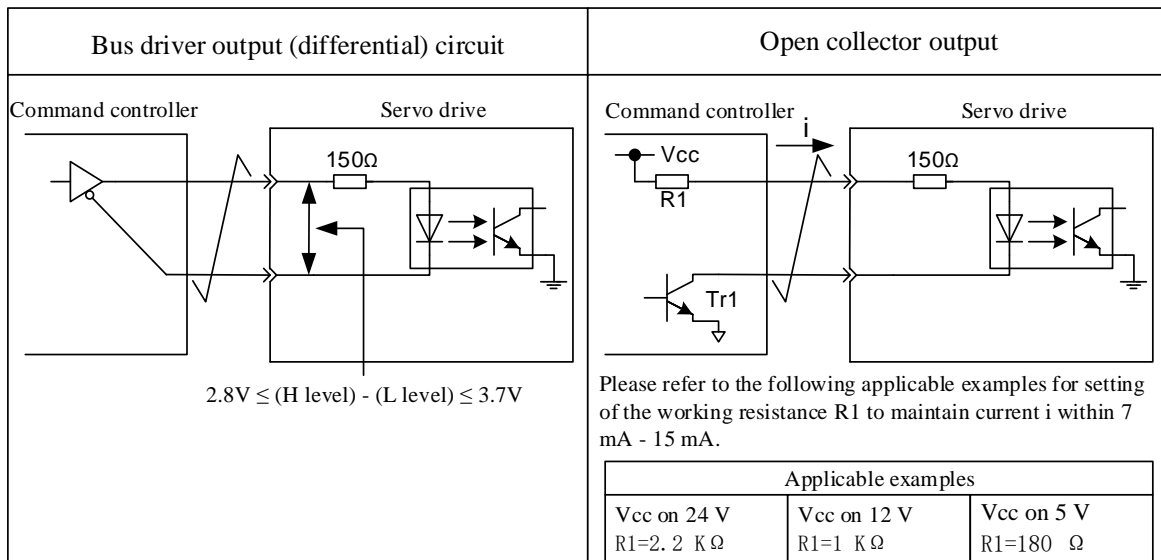 Bus driver output (differential) circuit
Command controller
Servo drive
150Ω
2.8V ≤ (H level) - (L level) ≤ 3.7V
Open collector output
Command controller
i
Servo drive
Vcc
R1
150Ω
Tr1
Please refer to the following applicable examples for setting
of the working resistance R1 to maintain current i within 7
mA - 15 mA.
Applicable examples
Vcc on 24 V
R1=2.2 KΩ
Vcc on 12 V
R1=1 KΩ
Vcc on 5 V
R1=180 Ω